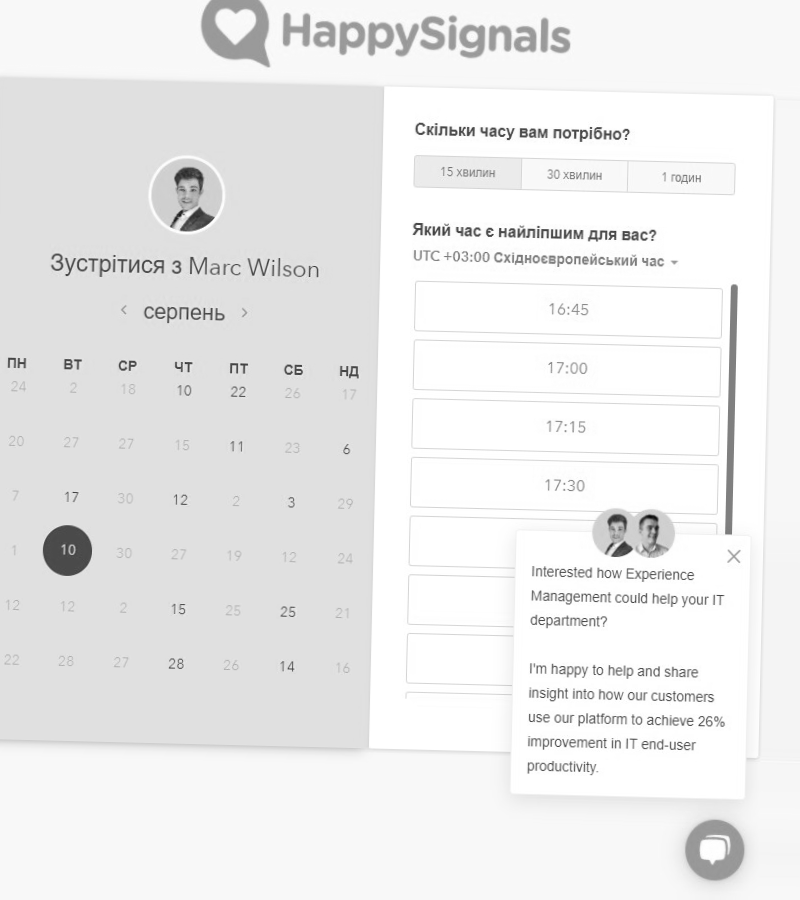 HappySignals
Зустрітися з Marc Wilson
серпень
ПН ВТ СР ЧТ ПТ СБ НД
24 2 18 10 22 26 17
20 27 27 15 11 23 6
7 17 30 12 2 3 29
1 10 30 27 19 12 24
12 12 2 15 25 25 21
22 28 27 28 26 14 16
Скільки часу вам потрібно?
15 хвилин 30 хвилин 1 годин
Який час є найліпшим для вас?
UTC +03:00 Східноєвропейський час
16:45
17:00
17:15
17:30
Interested how Experience
Management could help your IT
department?
I'm happy to help and share
insight into how our customers
use our platform to achieve 26%
improvement in IT end-user
productivity.